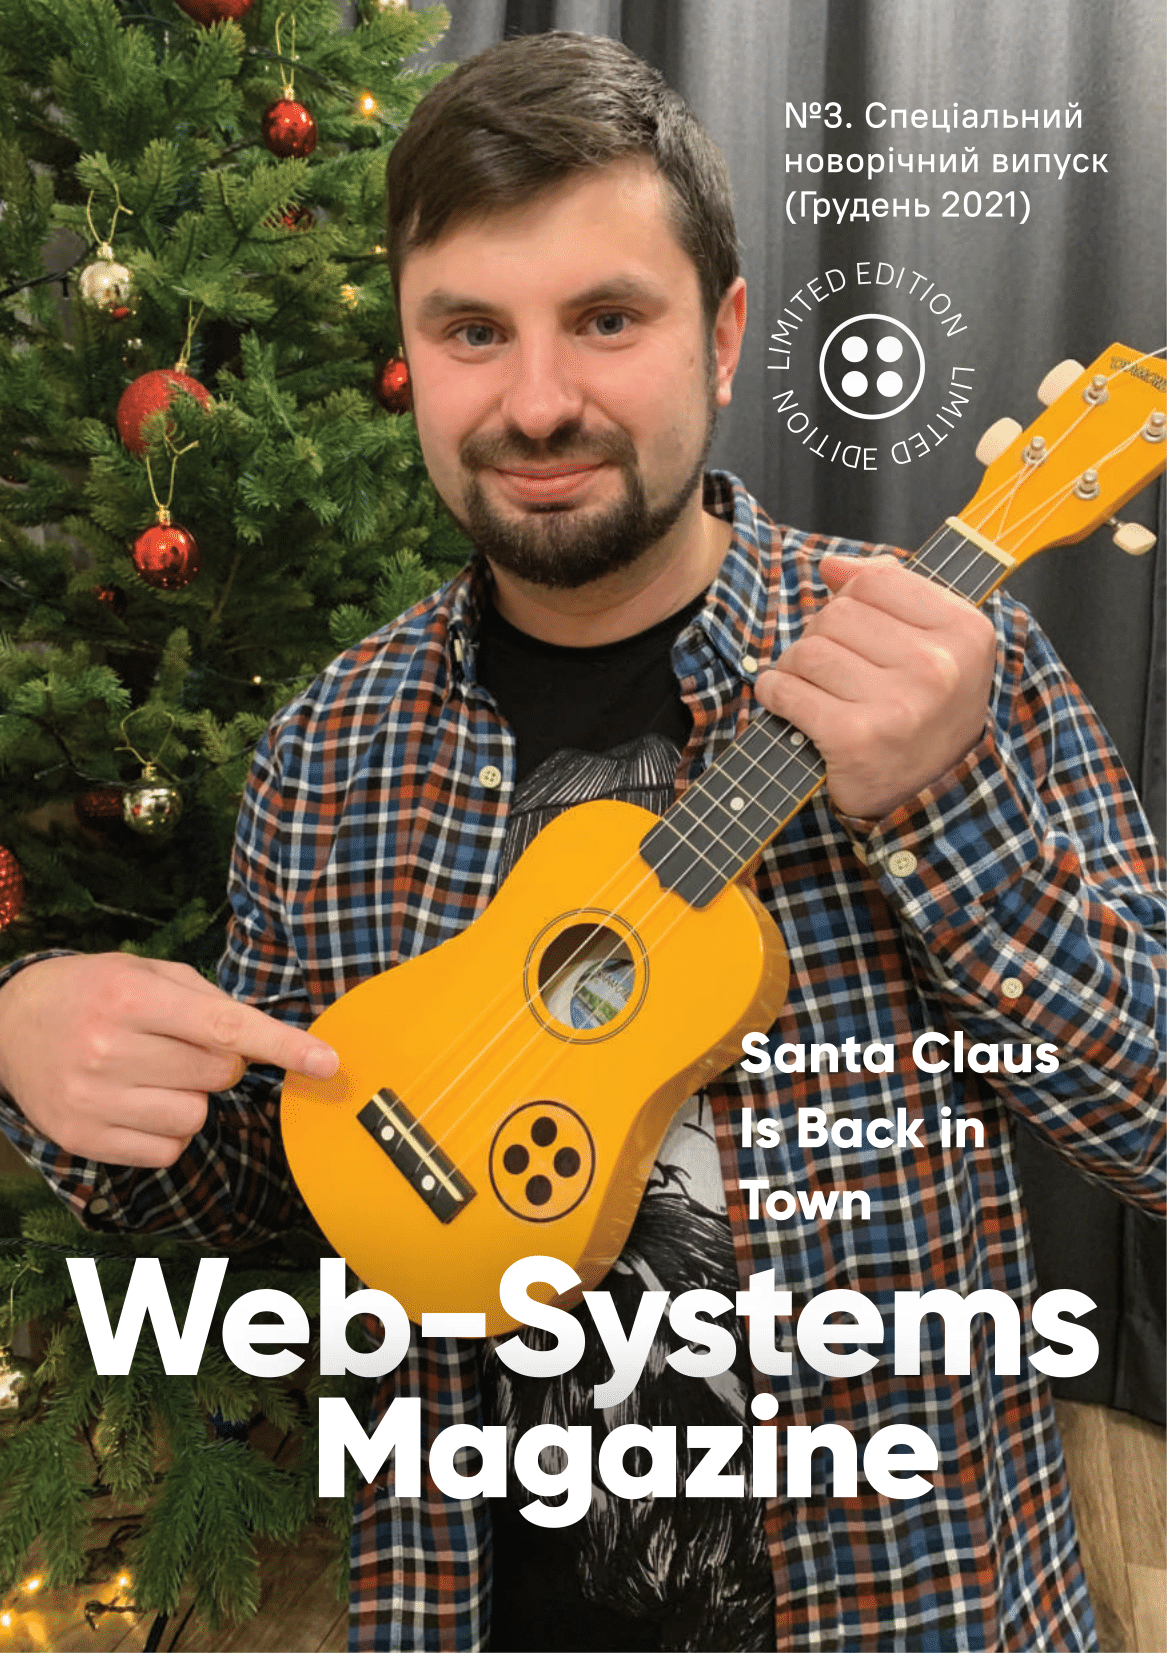 №3. Спеціальний
новорічний випуск
(Грудень 2021)
LIMITED EDITION
LIMITED EDITION
Santa Claus
Is Back in
Town
Web-Systems
Magazine